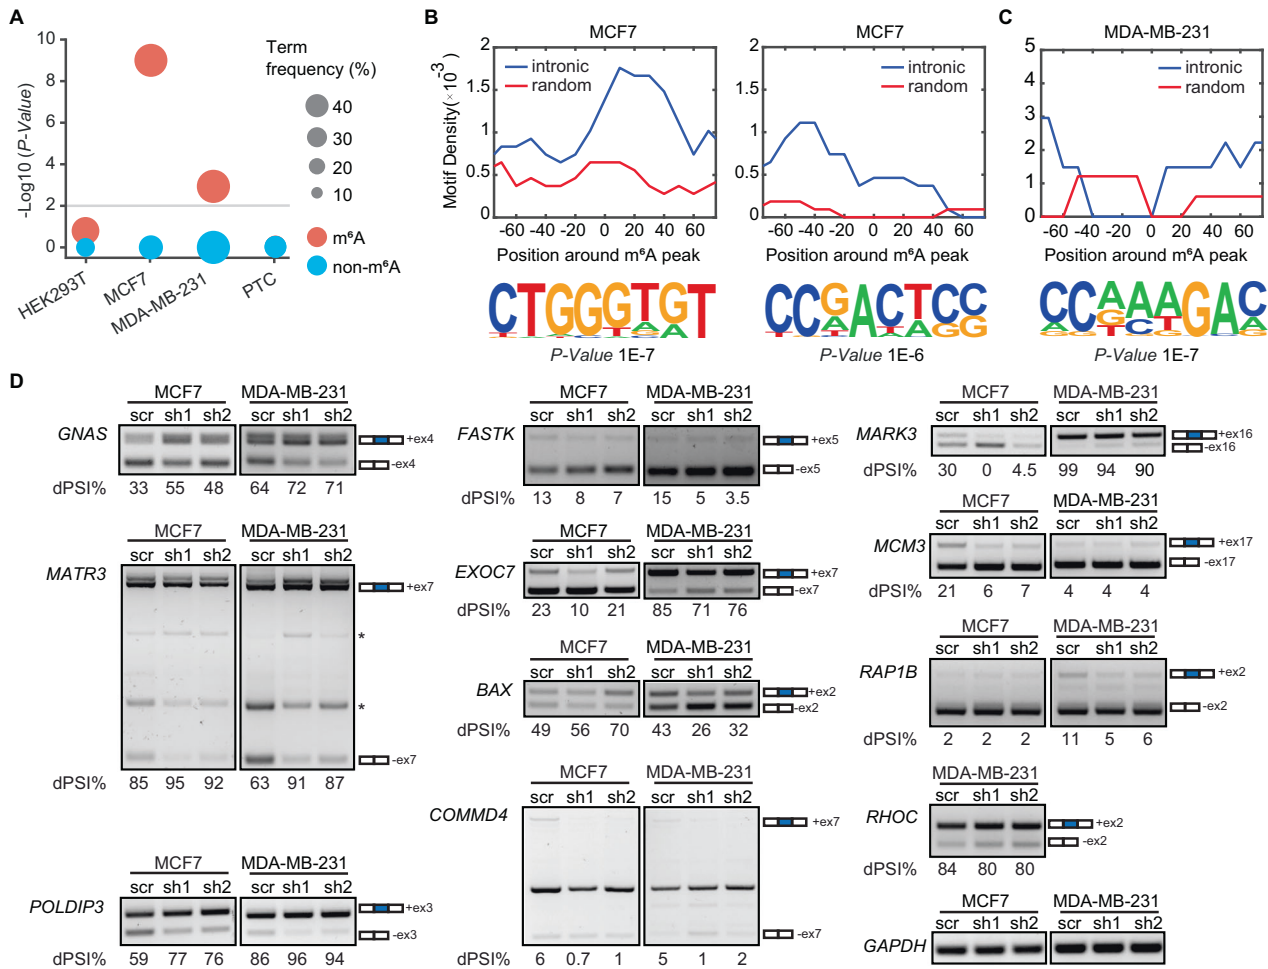 A
10
8
6
4
2
0
-Log10 (P-Value)
HEK293T
MCF7
MDA-MB-231
PTC
Term
frequency (%)
40
30
20
10
m⁶A
non-m⁶A
B
MCF7
2
1.5
1
0.5
0
Motif Density(×10⁻³)
intronic
random
-60 -40 -20 0 20 40 60
Position around m⁶A peak
CTGGGTGT
P-Value 1E-7
MCF7
2
1.5
1
0.5
0
intronic
random
-60 -40 -20 0 20 40 60
Position around m⁶A peak
CCGACTCC
P-Value 1E-6
C
MDA-MB-231
5
4
3
2
1
0
intronic
random
-60 -40 -20 0 20 40 60
Position around m⁶A peak
CCAAAGAC
P-Value 1E-7
D
MCF7 MDA-MB-231
scr sh1 sh2 scr sh1 sh2
GNAS
+ex4
-ex4
dPSI% 33 55 48 64 72 71
MCF7 MDA-MB-231
scr sh1 sh2 scr sh1 sh2
MATR3
+ex7
*
*
-ex7
dPSI% 85 95 92 63 91 87
MCF7 MDA-MB-231
scr sh1 sh2 scr sh1 sh2
POLDIP3
+ex3
-ex3
dPSI% 59 77 76 86 96 94
MCF7 MDA-MB-231
scr sh1 sh2 scr sh1 sh2
FASTK
+ex5
-ex5
dPSI% 13 8 7 15 5 3.5
MCF7 MDA-MB-231
scr sh1 sh2 scr sh1 sh2
EXOC7
+ex7
-ex7
dPSI% 23 10 21 85 71 76
MCF7 MDA-MB-231
scr sh1 sh2 scr sh1 sh2
BAX
+ex2
-ex2
dPSI% 49 56 70 43 26 32
MCF7 MDA-MB-231
scr sh1 sh2 scr sh1 sh2
COMMD4
+ex7
-ex7
dPSI% 6 0.7 1 5 1 2
MCF7 MDA-MB-231
scr sh1 sh2 scr sh1 sh2
MARK3
+ex16
-ex16
dPSI% 30 0 4.5 99 94 90
MCF7 MDA-MB-231
scr sh1 sh2 scr sh1 sh2
MCM3
+ex17
-ex17
dPSI% 21 6 7 4 4 4
MCF7 MDA-MB-231
scr sh1 sh2 scr sh1 sh2
RAP1B
+ex2
-ex2
dPSI% 2 2 2 11 5 6
MDA-MB-231
scr sh1 sh2
RHOC
+ex2
-ex2
dPSI% 84 80 80
MCF7 MDA-MB-231
scr sh1 sh2 scr sh1 sh2
GAPDH